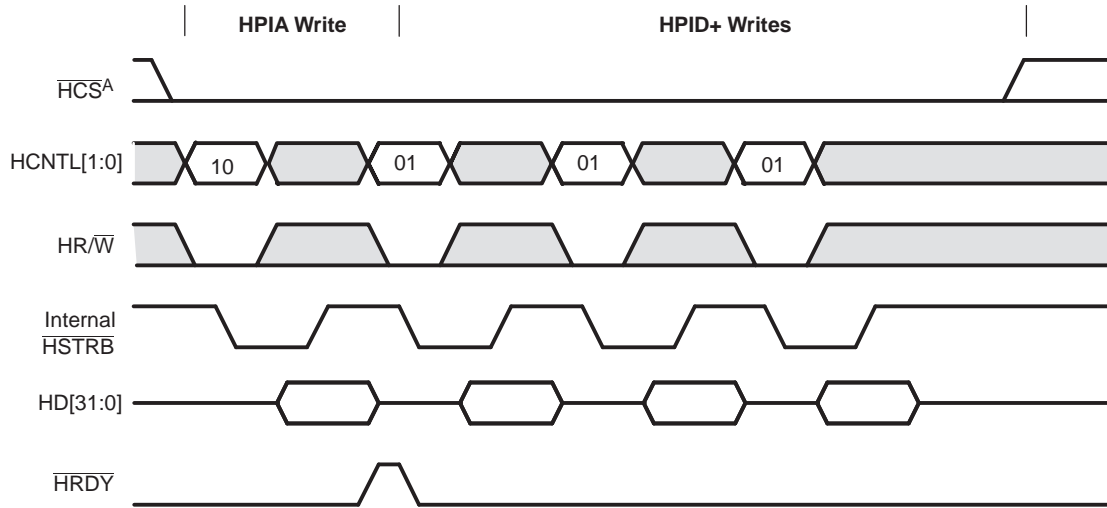 HPIA Write HPID+ Writes
HCSA
HCNTL[1:0] 10 01 01 01
HR/W
Internal
HSTRB
HD[31:0]
HRDY